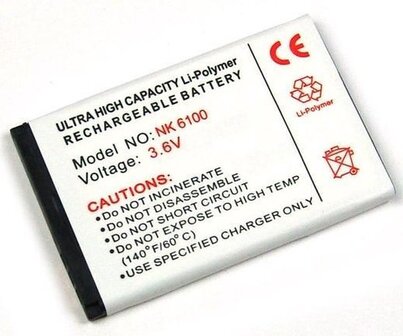 ULTRA HIGH CAPACITY Li-Polymer
RECHARGEABLE BATTERY
Model NO: NK 6100
Voltage: 3.6V
CAUTIONS:
•Do NOT INCINERATE
•Do NOT DISASSEMBLE
•Do NOT SHORT CIRCUIT
•Do NOT EXPOSE TO HIGH TEMP
(140°F/60°C)
•USE SPECIFIED CHARGER ONLY
CE
Li-Polymer